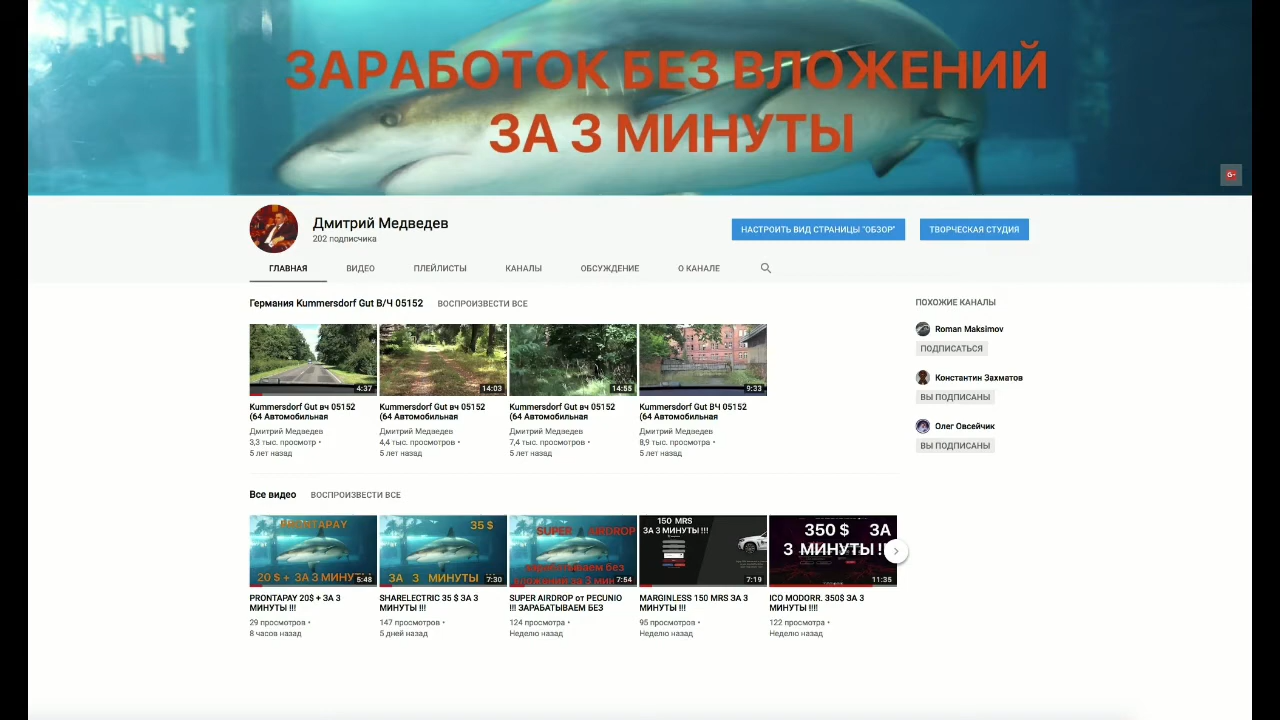 ЗАРАБОТОК БЕЗ ВЛОЖЕНИЙ
ЗА 3 МИНУТЫ
G+
Дмитрий Медведев
202 подписчика
НАСТРОИТЬ ВИД СТРАНИЦЫ "ОБЗОР"
ТВОРЧЕСКАЯ СТУДИЯ
ГЛАВНАЯ ВИДЕО ПЛЕЙЛИСТЫ КАНАЛЫ ОБСУЖДЕНИЕ О КАНАЛЕ
Германия Kummersdorf Gut В/Ч 05152 ВОСПРОИЗВЕСТИ ВСЕ
4:37
Kummersdorf Gut вч 05152
(64 Автомобильная
Дмитрий Медведев
3,3 тыс. просмотр •
5 лет назад
14:03
Kummersdorf Gut вч 05152
(64 Автомобильная
Дмитрий Медведев
4,4 тыс. просмотров •
5 лет назад
14:55
Kummersdorf Gut вч 05152
(64 Автомобильная
Дмитрий Медведев
7,4 тыс. просмотров •
5 лет назад
9:33
Kummersdorf Gut ВЧ 05152
(64 Автомобильная
Дмитрий Медведев
8,9 тыс. просмотра •
5 лет назад
ПОХОЖИЕ КАНАЛЫ
Roman Maksimov
ПОДПИСАТЬСЯ
Константин Захматов
ВЫ ПОДПИСАНЫ
Олег Овсейчик
ВЫ ПОДПИСАНЫ
Все видео ВОСПРОИЗВЕСТИ ВСЕ
PRONTAPAY
20 $ + ЗА 3 МИНУТЫ
5:48
PRONTAPAY 20$ + ЗА 3
МИНУТЫ !!!
29 просмотров •
8 часов назад
35 $
ЗА 3 МИНУТЫ
7:30
SHARELECTRIC 35 $ ЗА 3
МИНУТЫ !!!
147 просмотров •
5 дней назад
SUPER AIRDROP
зарабатываем без
вложений за 3 мин
7:54
SUPER AIRDROP от PECUNIO
!!! ЗАРАБАТЫВАЕМ БЕЗ
124 просмотра •
Неделю назад
150 MRS
ЗА 3 МИНУТЫ !!!
7:19
MARGINLESS 150 MRS ЗА 3
МИНУТЫ !!!
95 просмотров •
Неделю назад
350 $ ЗА
3 МИНУТЫ !!
11:35
ICO MODORR. 350$ ЗА 3
МИНУТЫ !!!!
122 просмотра •
Неделю назад